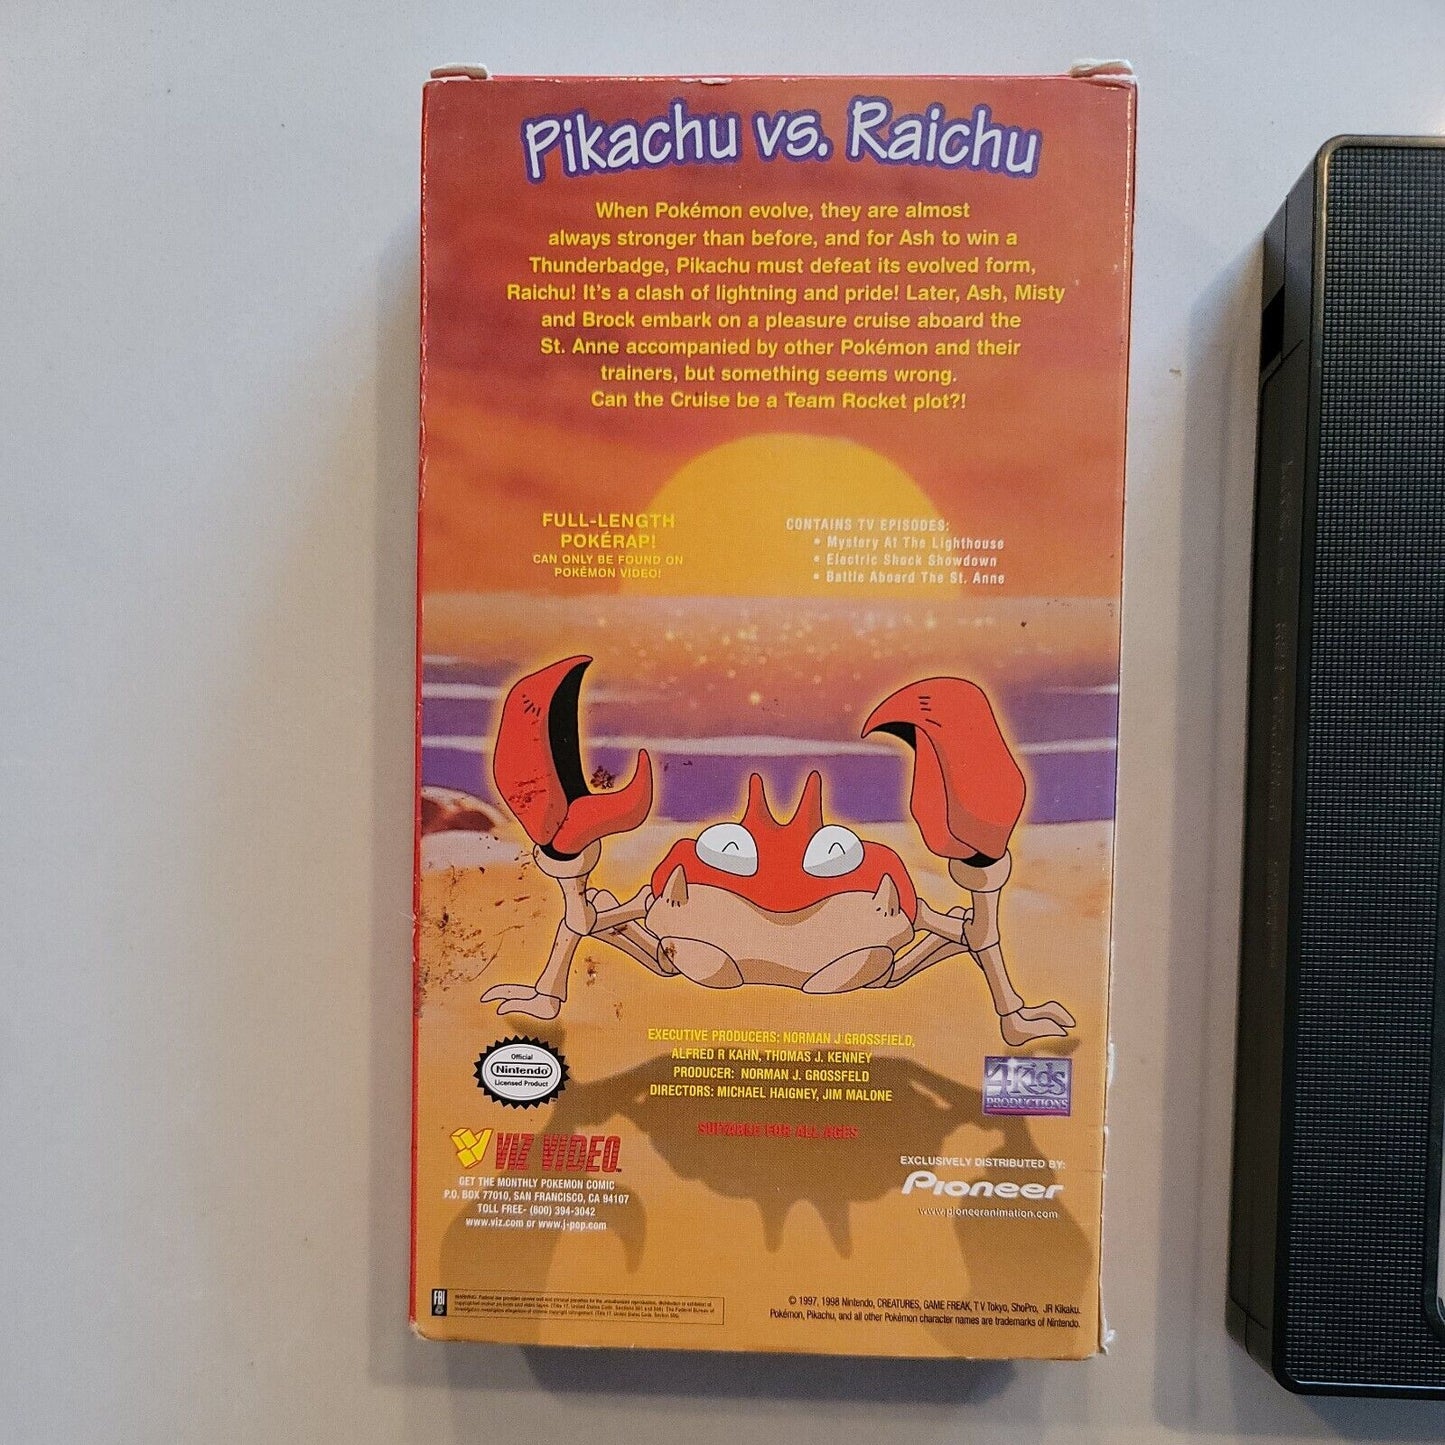 Pikachu vs. Raichu
When Pokémon evolve, they are almost
always stronger than before, and for Ash to win a
Thunderbadge, Pikachu must defeat its evolved form,
Raichu! It's a clash of lightning and pride! Later, Ash, Misty
and Brock embark on a pleasure cruise aboard the
St. Anne accompanied by other Pokémon and their
trainers, but something seems wrong.
Can the Cruise be a Team Rocket plot?!
FULL-LENGTH
POKÉRAP!
CAN ONLY BE FOUND ON
POKÉMON VIDEO!
CONTAINS TV EPISODES:
• Mystery At The Lighthouse
• Electric Shock Showdown
• Battle Aboard The St. Anne
EXECUTIVE PRODUCERS: NORMAN J GROSSFIELD,
ALFRED R KAHN, THOMAS J. KENNEY
PRODUCER: NORMAN J. GROSSFELD
DIRECTORS: MICHAEL HAIGNEY, JIM MALONE
Official
Nintendo
Licensed Product
4Kids
PRODUCTIONS
SUITABLE FOR ALL AGES
VIZ VIDEO
GET THE MONTHLY POKEMON COMIC
P.O. BOX 77010, SAN FRANCISCO, CA 94107
TOLL FREE- (800) 394-3042
www.viz.com or www.j-pop.com
EXCLUSIVELY DISTRIBUTED BY:
Pioneer
www.pioneeranimation.com
FBI
© 1997, 1998 Nintendo, CREATURES, GAME FREAK, TV Tokyo, ShoPro, JR Kikaku.
Pokémon, Pikachu, and all other Pokémon character names are trademarks of Nintendo.